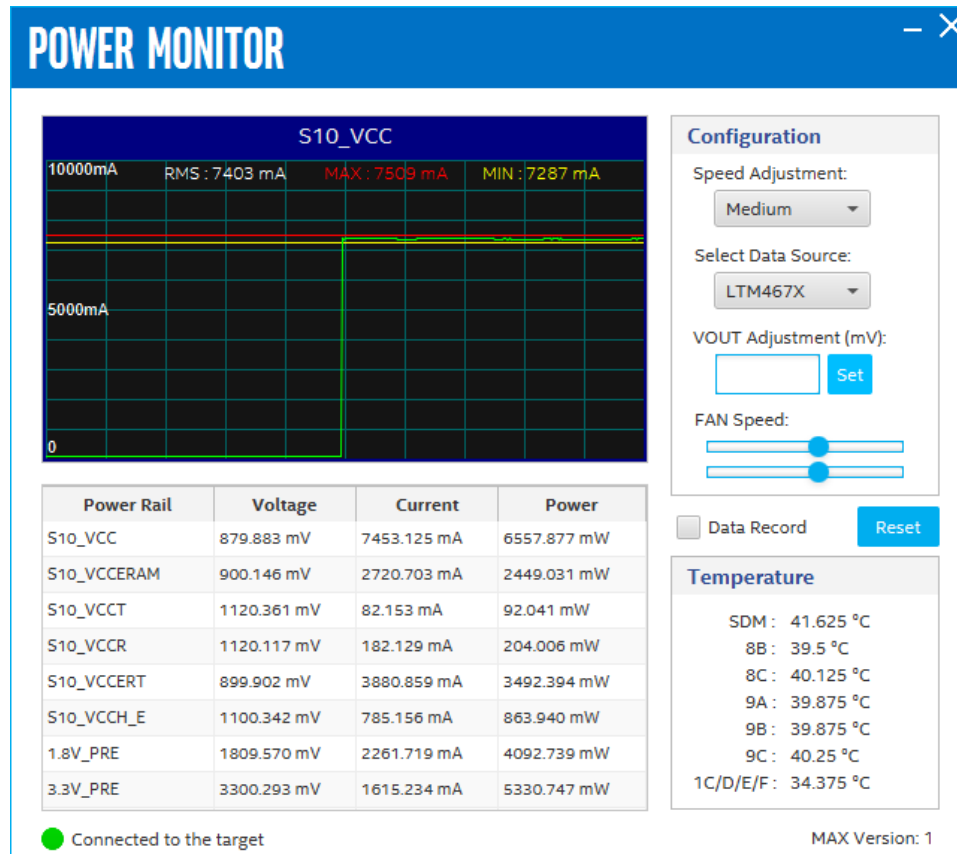 POWER MONITOR
S10_VCC
10000mA RMS : 7403 mA MAX : 7509 mA MIN : 7287 mA
5000mA
0
Configuration
Speed Adjustment:
Medium
Select Data Source:
LTM467X
VOUT Adjustment (mV):
Set
FAN Speed:
Power Rail Voltage Current Power
S10_VCC 879.883 mV 7453.125 mA 6557.877 mW
S10_VCCERAM 900.146 mV 2720.703 mA 2449.031 mW
S10_VCCT 1120.361 mV 82.153 mA 92.041 mW
S10_VCCR 1120.117 mV 182.129 mA 204.006 mW
S10_VCCERT 899.902 mV 3880.859 mA 3492.394 mW
S10_VCCH_E 1100.342 mV 785.156 mA 863.940 mW
1.8V_PRE 1809.570 mV 2261.719 mA 4092.739 mW
3.3V_PRE 3300.293 mV 1615.234 mA 5330.747 mW
Data Record Reset
Temperature
SDM : 41.625 ºC
8B : 39.5 ºC
8C : 40.125 ºC
9A : 39.875 ºC
9B : 39.875 ºC
9C : 40.25 ºC
1C/D/E/F : 34.375 ºC
Connected to the target
MAX Version: 1